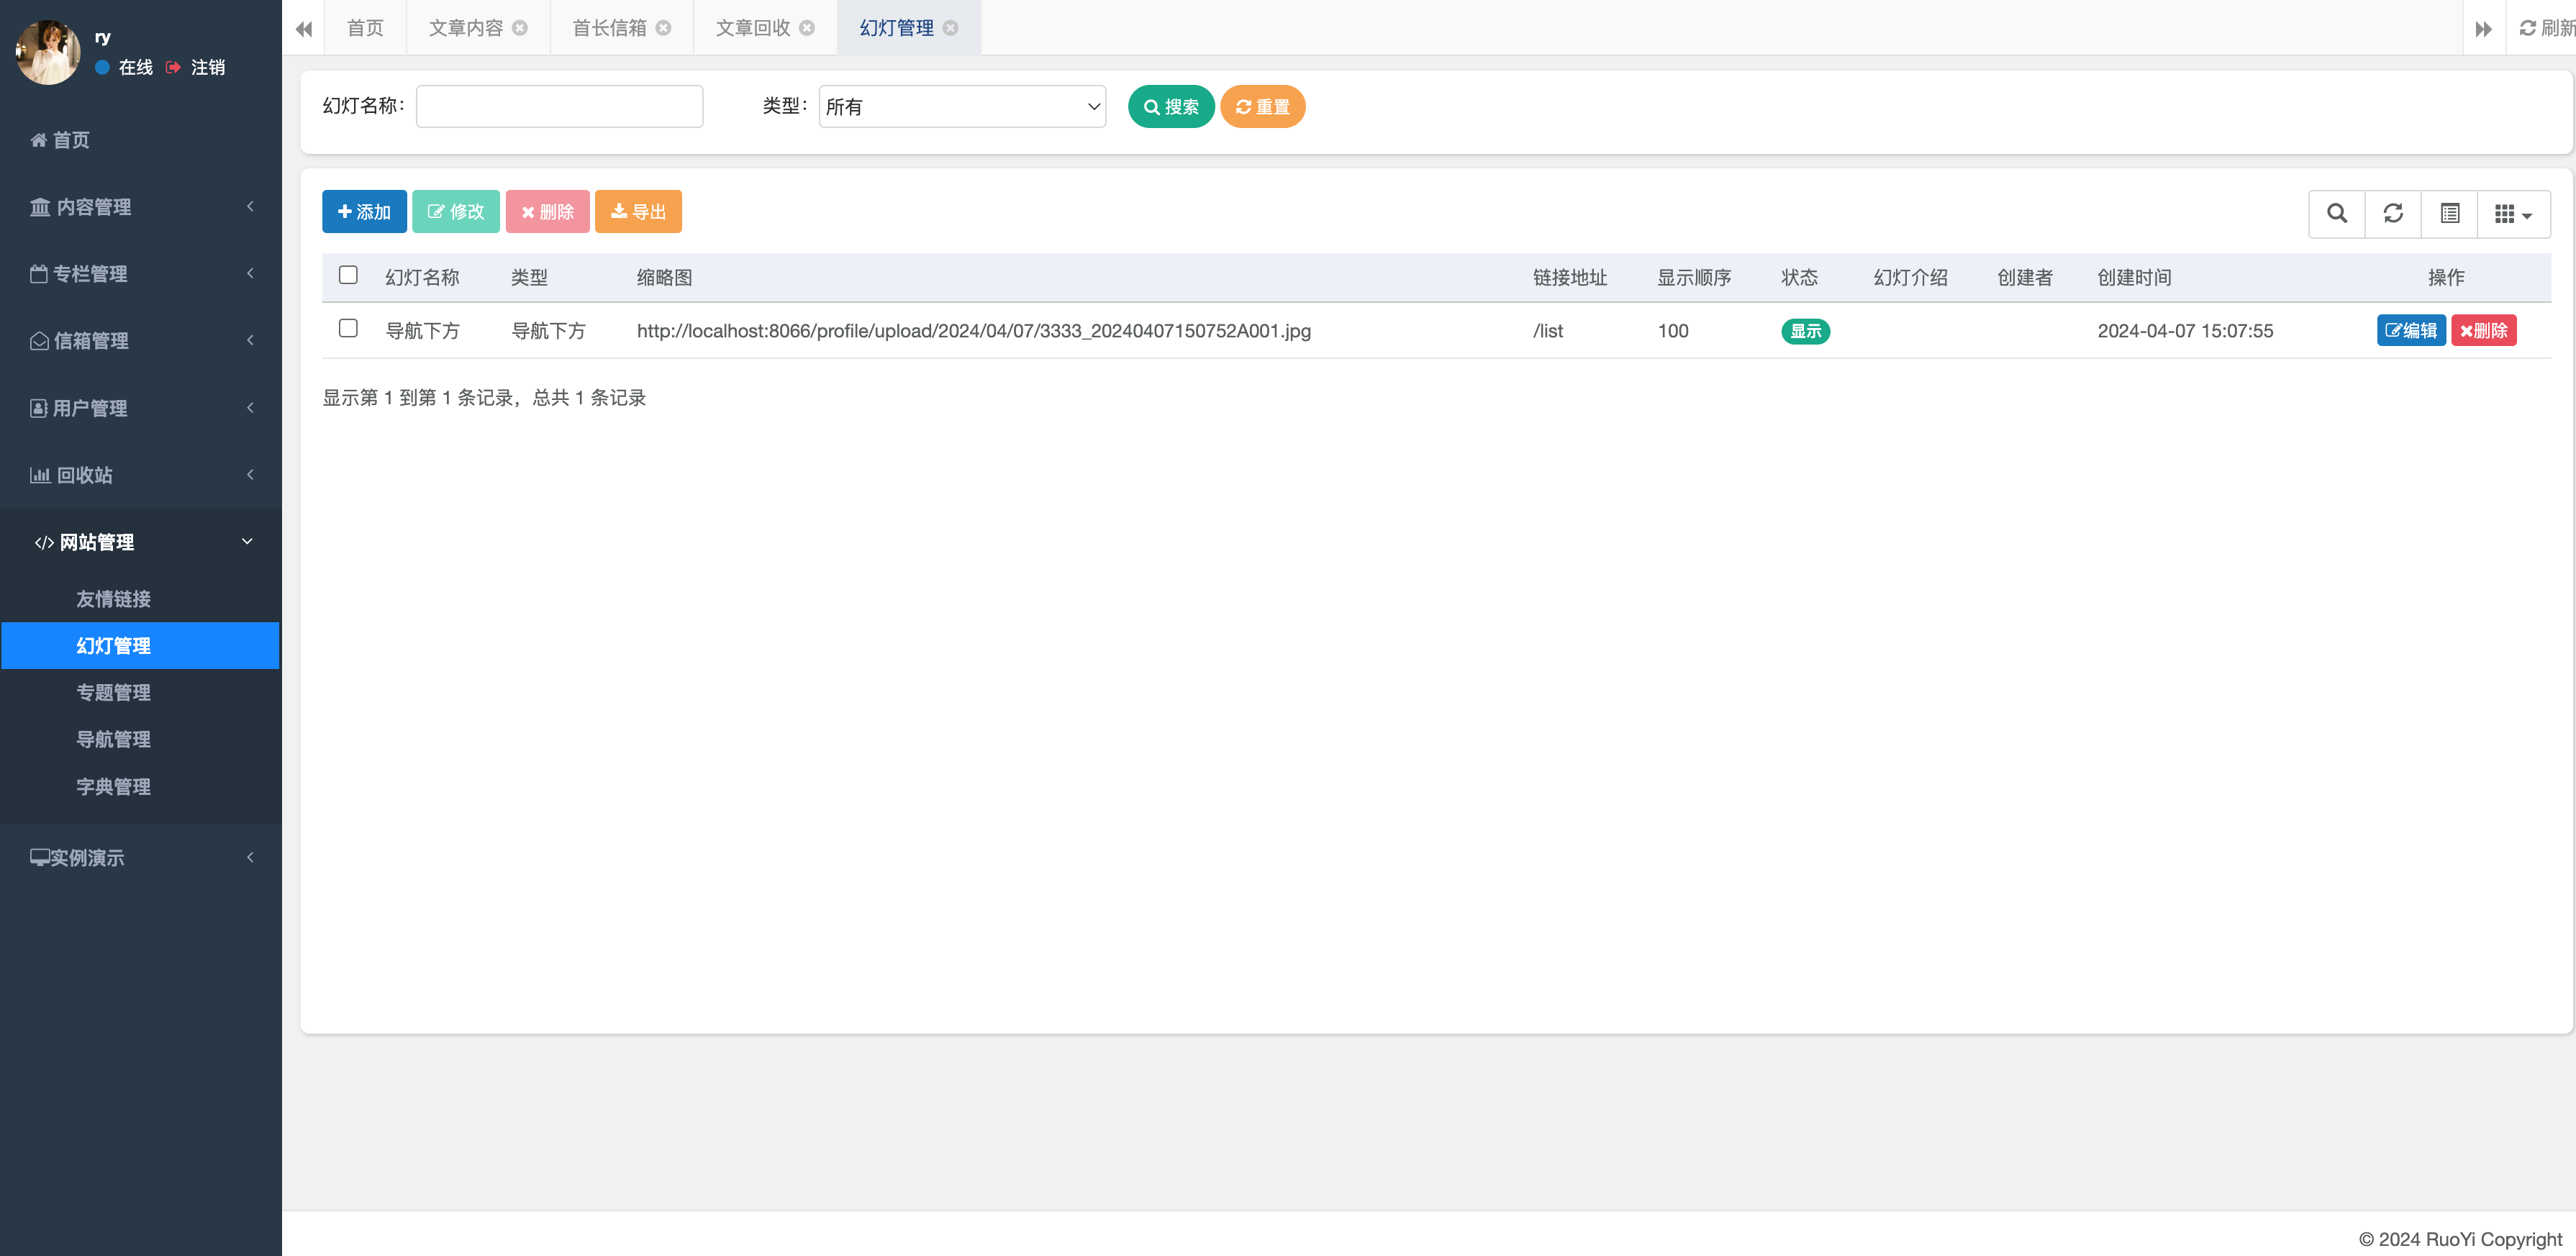 ry
在线 注销
首页
内容管理
专栏管理
信箱管理
用户管理
回收站
网站管理
友情链接
幻灯管理
专题管理
导航管理
字典管理
实例演示
首页 文章内容 首长信箱 文章回收 幻灯管理 刷新
幻灯名称： 类型： 所有 搜索 重置
添加 修改 删除 导出
幻灯名称 类型 缩略图 链接地址 显示顺序 状态 幻灯介绍 创建者 创建时间 操作
导航下方 导航下方 http://localhost:8066/profile/upload/2024/04/07/3333_20240407150752A001.jpg /list 100 显示 2024-04-07 15:07:55 编辑 删除
显示第 1 到第 1 条记录，总共 1 条记录
© 2024 RuoYi Copyright